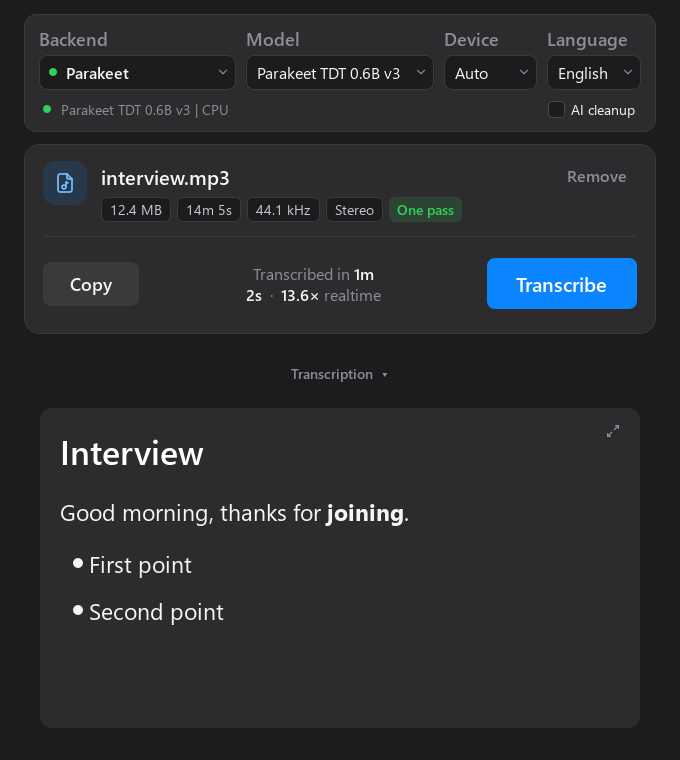 Backend Model Device Language
Parakeet Parakeet TDT 0.6B v3 Auto English
Parakeet TDT 0.6B v3 | CPU AI cleanup
interview.mp3 Remove
12.4 MB 14m 5s 44.1 kHz Stereo One pass
Copy
Transcribed in 1m
2s · 13.6× realtime
Transcribe
Transcription
Interview
Good morning, thanks for joining.
First point
Second point